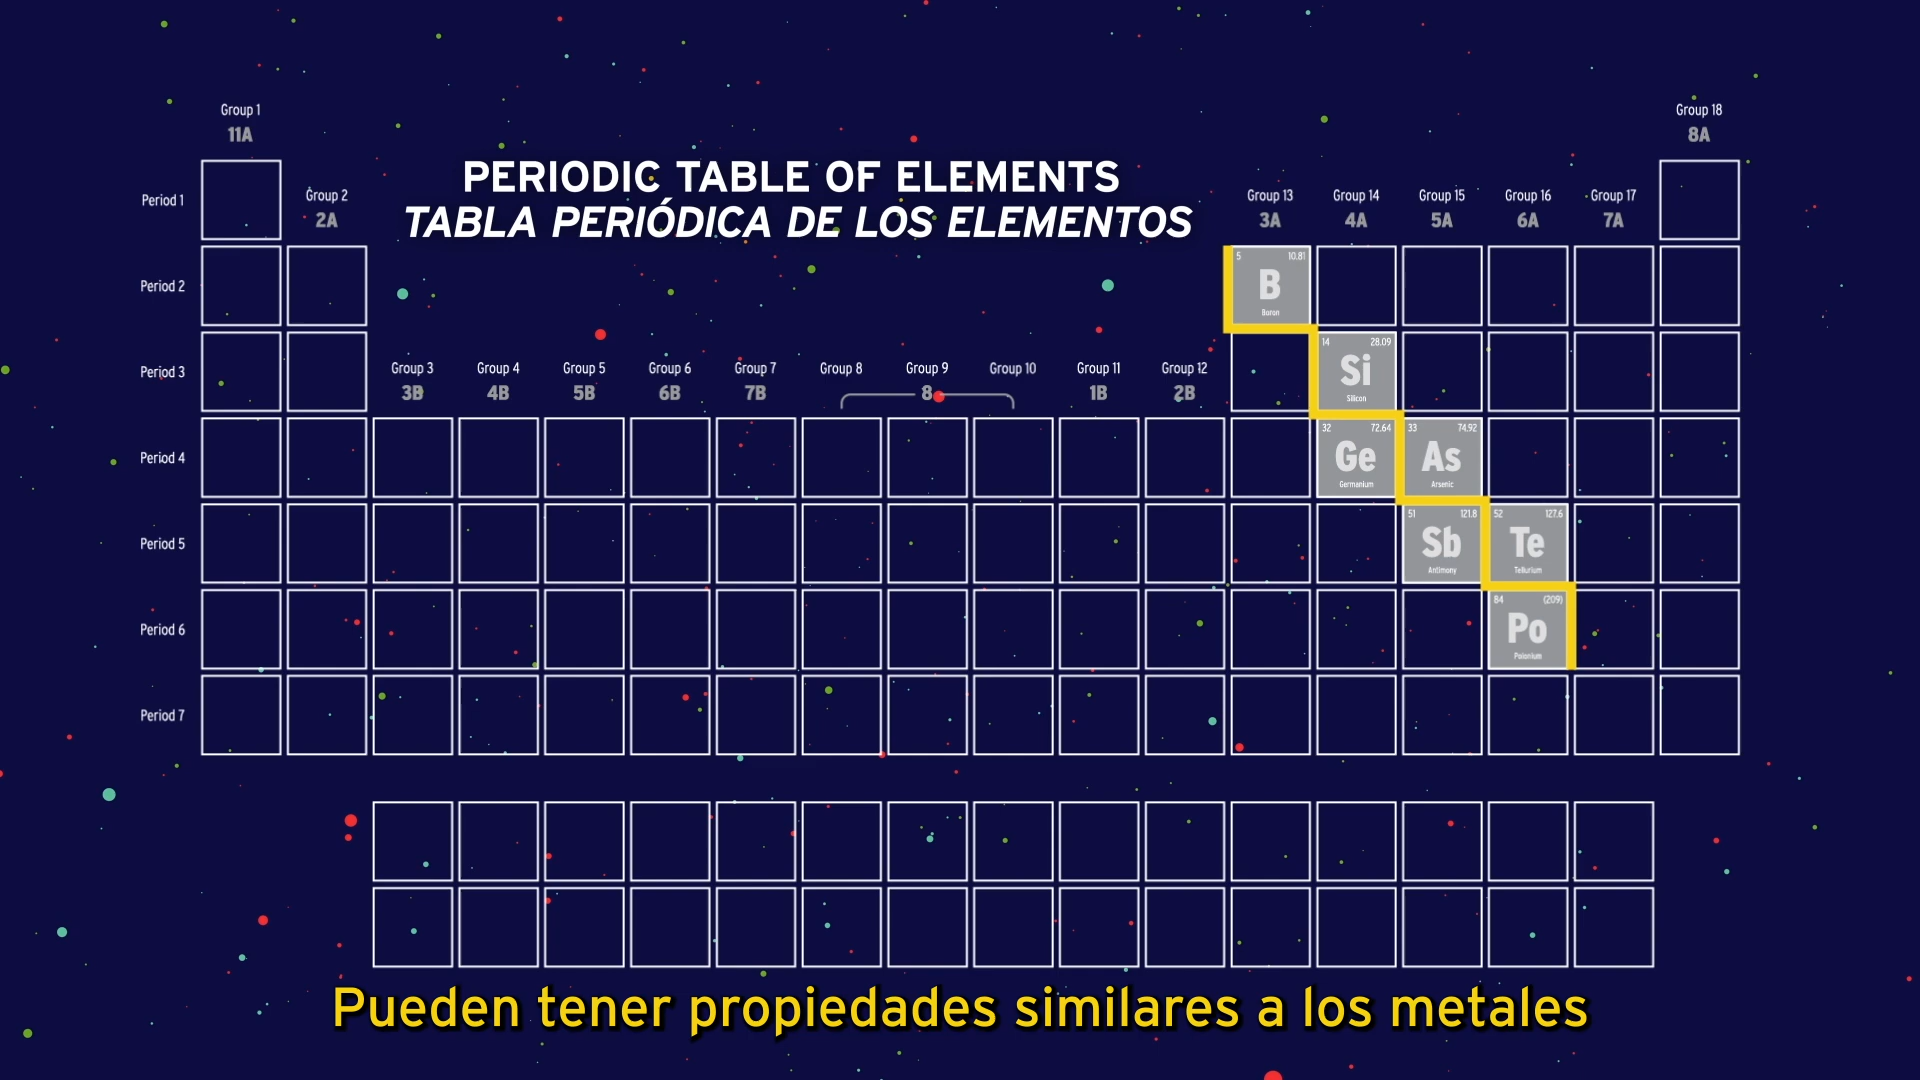 Group 1
11A
Group 18
8A
PERIODIC TABLE OF ELEMENTS
TABLA PERIÓDICA DE LOS ELEMENTOS
Period 1
Group 2
2A
Group 13
3A
Group 14
4A
Group 15
5A
Group 16
6A
Group 17
7A
Period 2
5 10.81
B
Boron
Period 3
Group 3
3B
Group 4
4B
Group 5
5B
Group 6
6B
Group 7
7B
Group 8
Group 9
Group 10
8
Group 11
1B
Group 12
2B
14 28.09
Si
Silicon
Period 4
32 72.64
Ge
Germanium
33 74.92
As
Arsenic
Period 5
51 121.8
Sb
Antimony
52 127.6
Te
Tellurium
Period 6
84 (209)
Po
Polonium
Period 7
Pueden tener propiedades similares a los metales